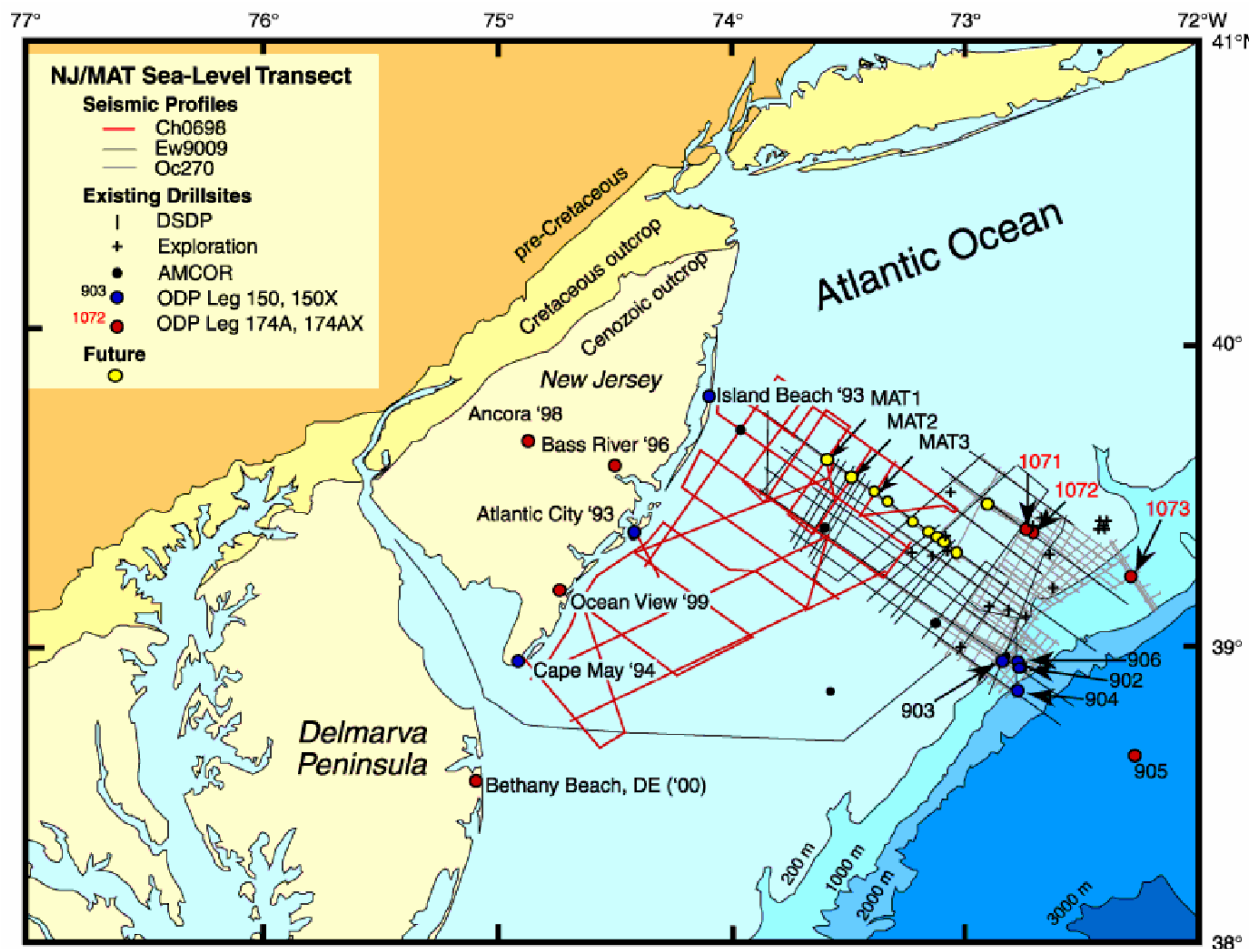 77°
76°
75°
74°
73°
72°W
41°N
NJ/MAT Sea-Level Transect
Seismic Profiles
Ch0698
Ew9009
Oc270
Existing Drillsites
DSDP
Exploration
AMCOR
903 ODP Leg 150, 150X
1072 ODP Leg 174A, 174AX
Future
pre-Cretaceous
Cretaceous outcrop
Cenozoic outcrop
Atlantic Ocean
40°
New Jersey
Island Beach ‘93
MAT1
MAT2
MAT3
Ancora ‘98
Bass River ‘96
1071
1072
1073
Atlantic City ‘93
Ocean View ‘99
39°
Cape May ‘94
906
902
904
903
Delmarva
Peninsula
905
Bethany Beach, DE (‘00)
200 m
1000 m
2000 m
3000 m
38°